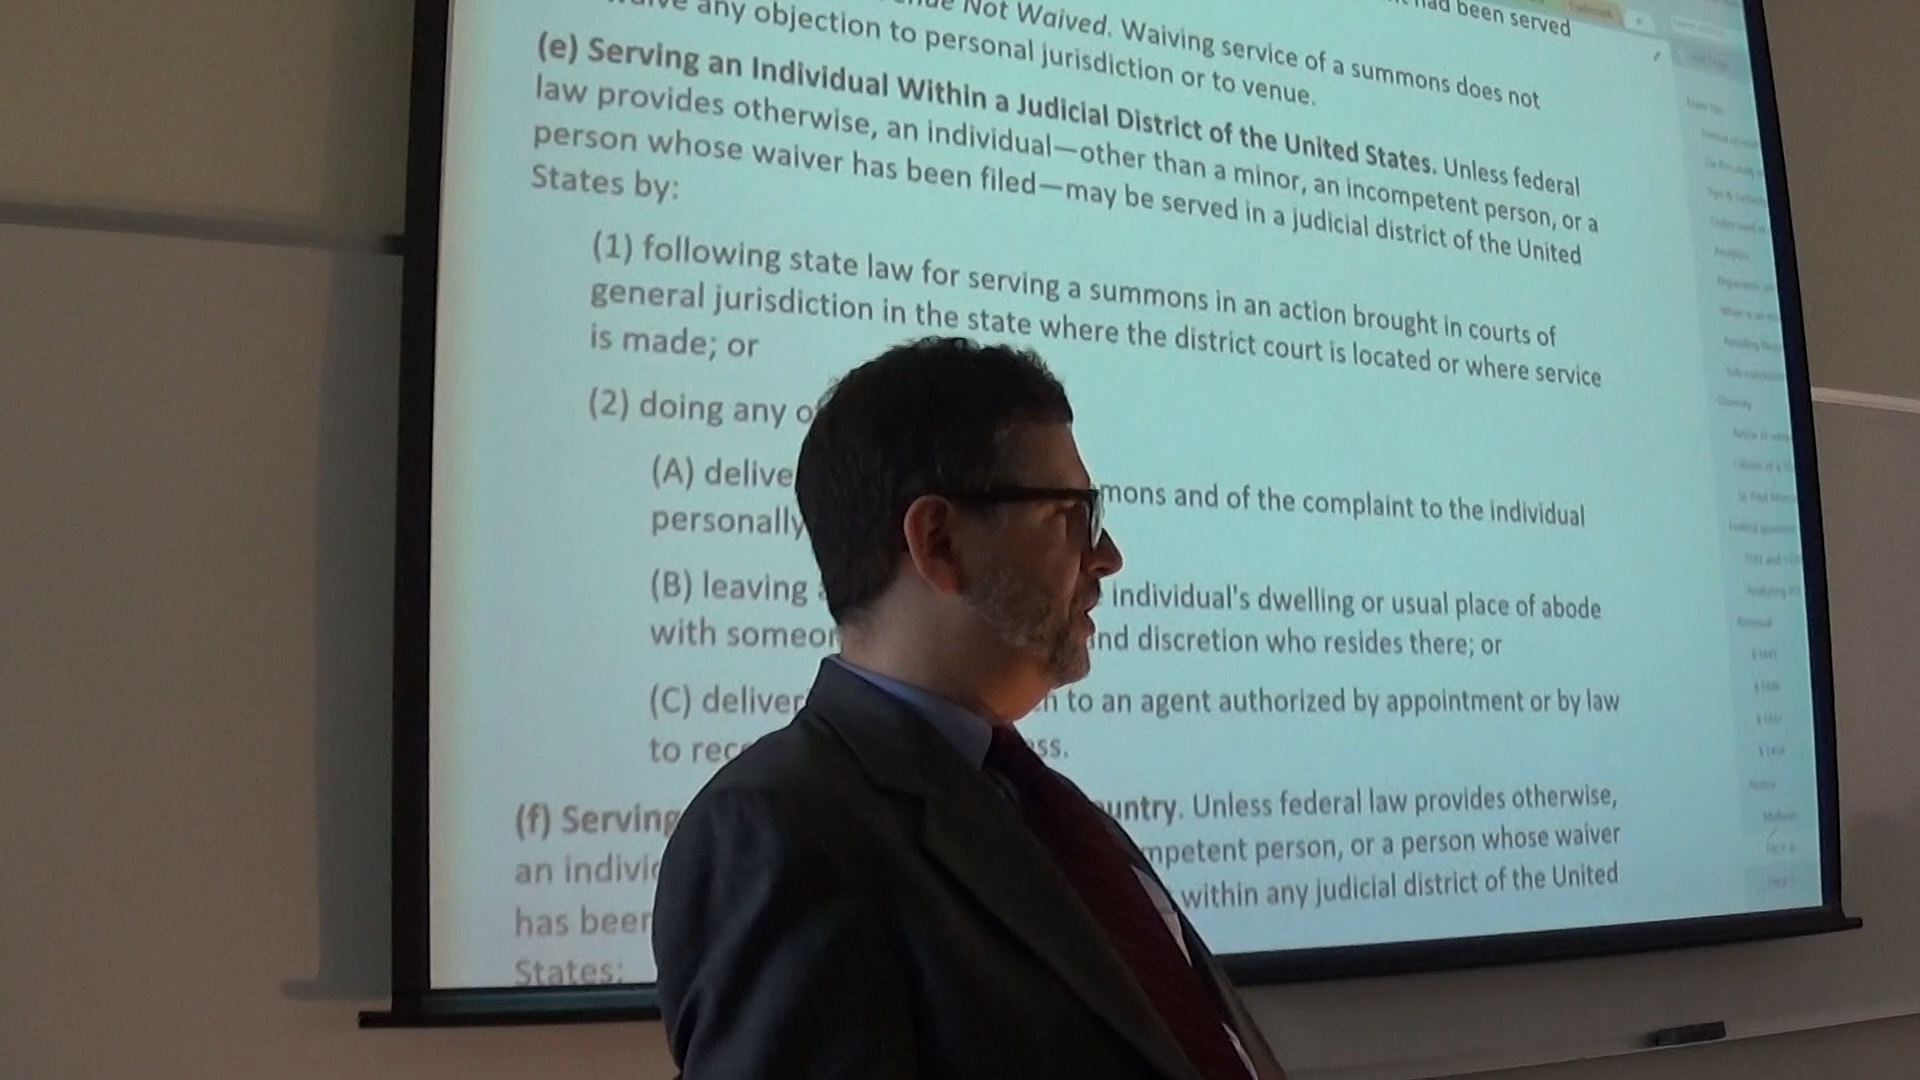 ue Not Waived. Waiving service of a summons does not
any objection to personal jurisdiction or to venue.
had been served
(e) Serving an Individual Within a Judicial District of the United States. Unless federal
law provides otherwise, an individual—other than a minor, an incompetent person, or a
person whose waiver has been filed—may be served in a judicial district of the United
States by:
(1) following state law for serving a summons in an action brought in courts of
general jurisdiction in the state where the district court is located or where service
is made; or
(2) doing any o
(A) delive mons and of the complaint to the individual
personally
(B) leaving individual's dwelling or usual place of abode
with someon nd discretion who resides there; or
(C) deliver to an agent authorized by appointment or by law
to rec ss.
(f) Serving untry. Unless federal law provides otherwise,
an indivi mpetent person, or a person whose waiver
has been within any judicial district of the United
States: